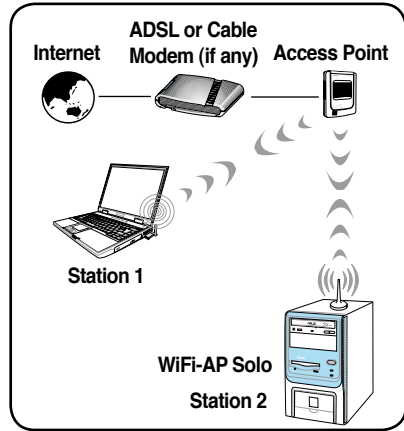 ADSL or Cable
Internet Modem (if any) Access Point
Station 1
WiFi-AP Solo
Station 2